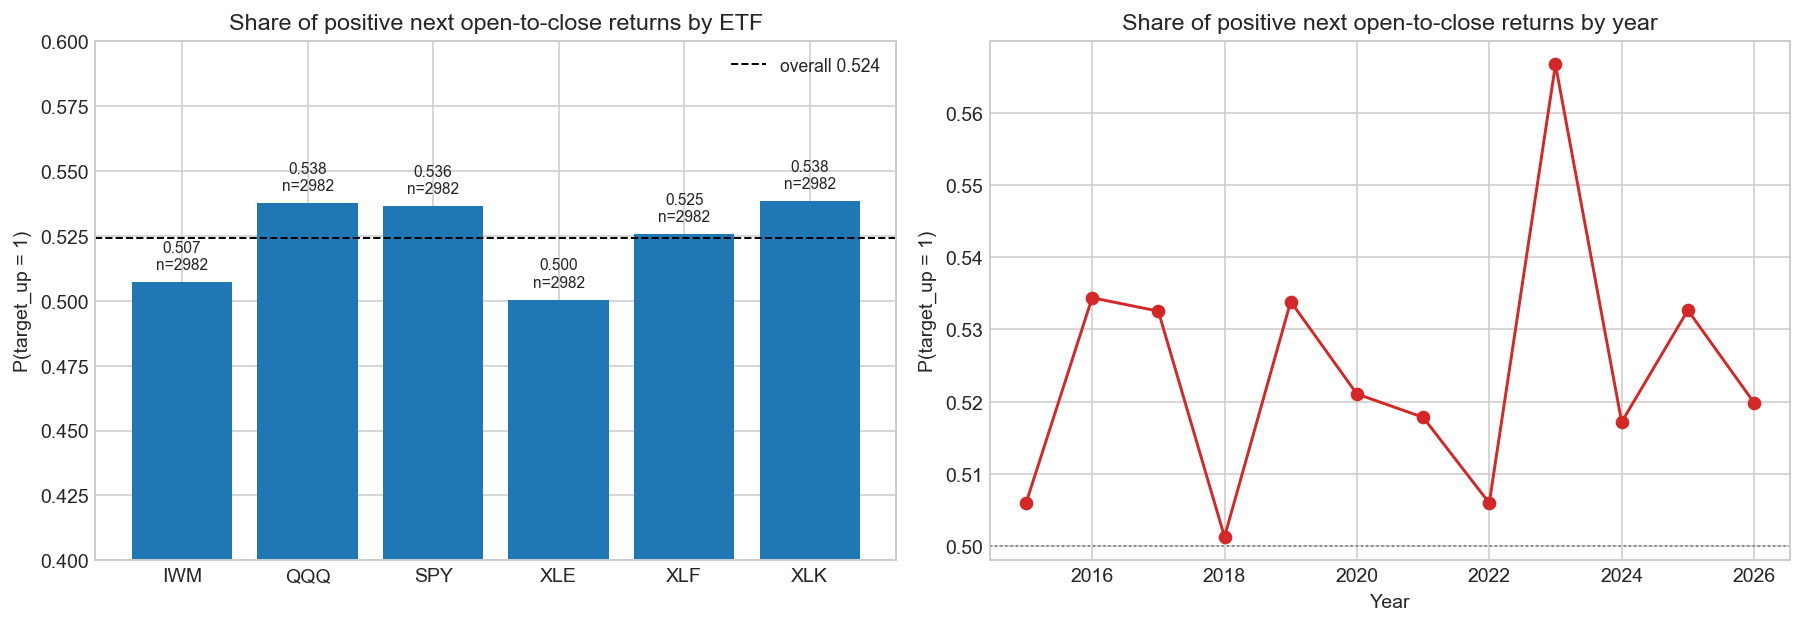 Share of positive next open-to-close returns by ETF
P(target_up = 1)
0.600
0.575
0.550
0.525
0.500
0.475
0.450
0.425
0.400
overall 0.524
0.507
n=2982
0.538
n=2982
0.536
n=2982
0.500
n=2982
0.525
n=2982
0.538
n=2982
IWM QQQ SPY XLE XLF XLK
Share of positive next open-to-close returns by year
P(target_up = 1)
0.56
0.55
0.54
0.53
0.52
0.51
0.50
2016 2018 2020 2022 2024 2026
Year